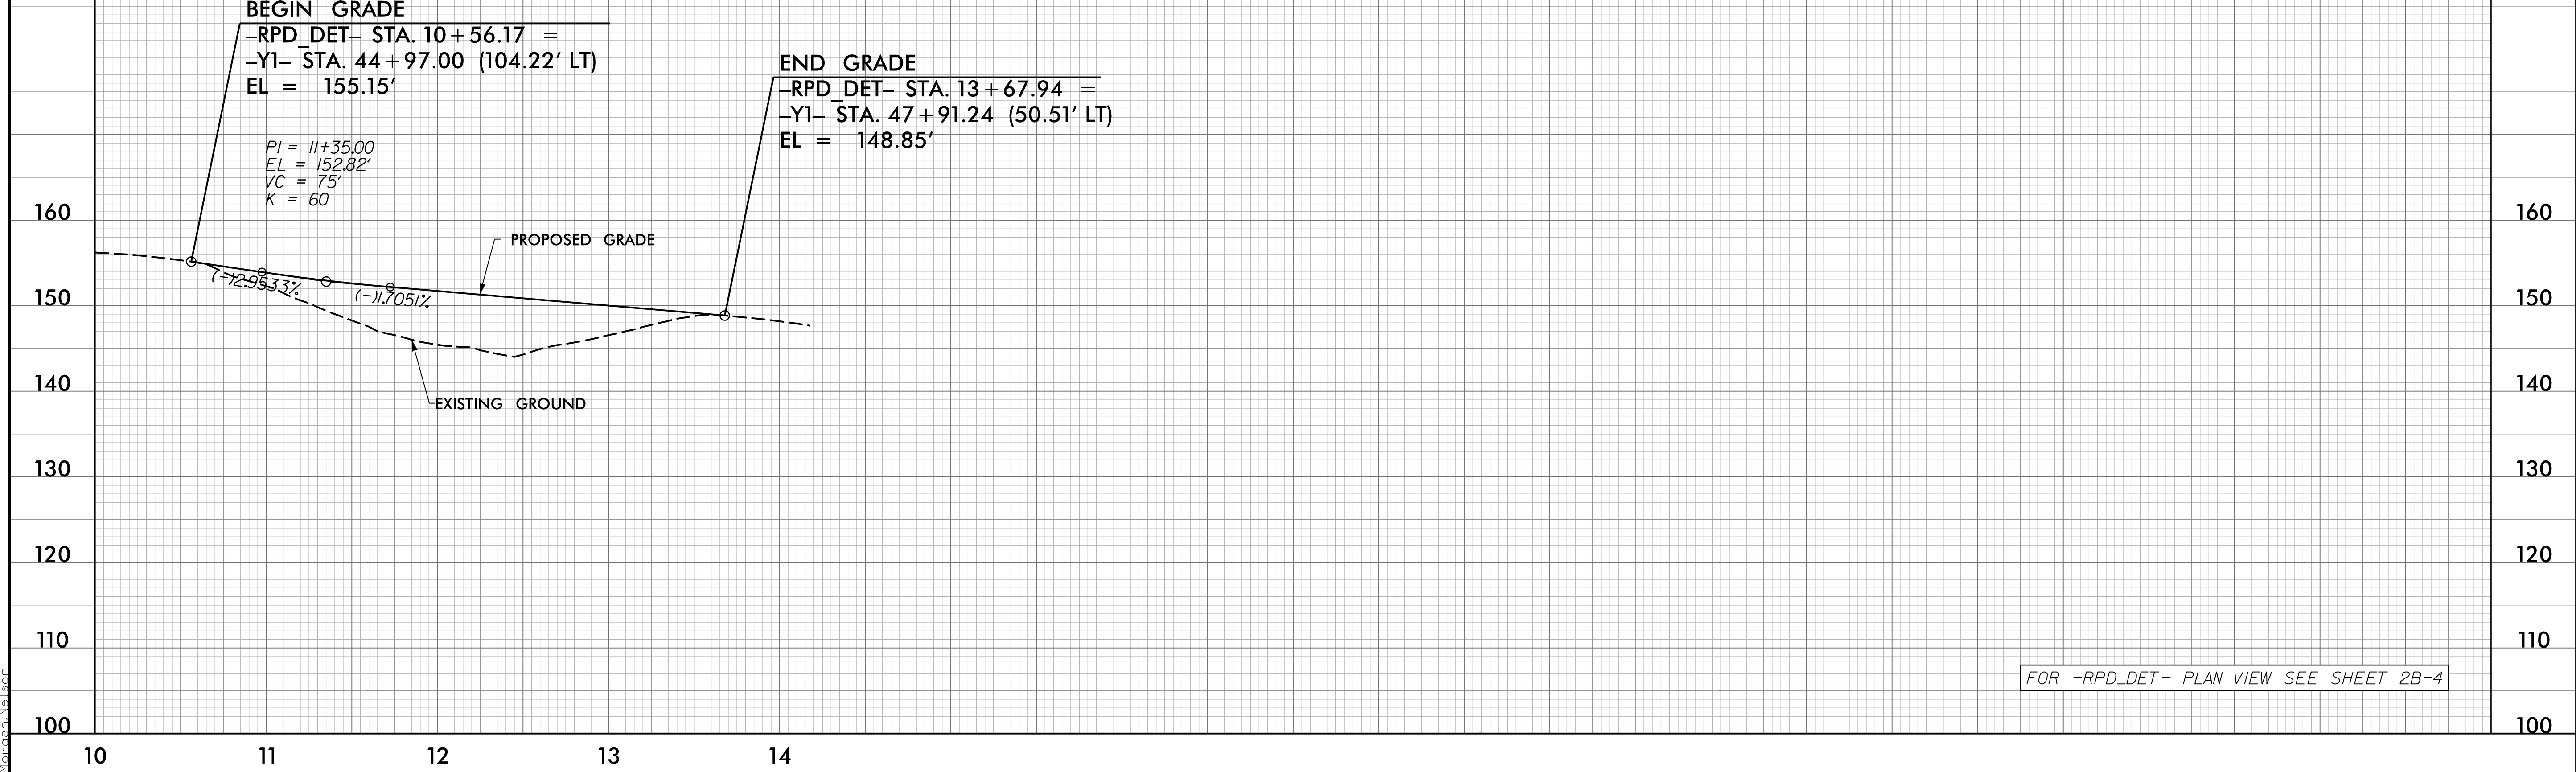 BEGIN GRADE
-RPD_DET- STA. 10+56.17 =
-Y1- STA. 44+97.00 (104.22' LT)
EL = 155.15'
END GRADE
-RPD_DET- STA. 13+67.94 =
-Y1- STA. 47+91.24 (50.51' LT)
EL = 148.85'
PI = 11+35.00
EL = 152.82'
VC = 75'
K = 60
160
160
PROPOSED GRADE
(-)2.9533%
(-)1.7051%
150
150
140
140
EXISTING GROUND
130
130
120
120
110
110
FOR -RPD_DET- PLAN VIEW SEE SHEET 2B-4
100
100
10 11 12 13 14
Morgan.Nelson